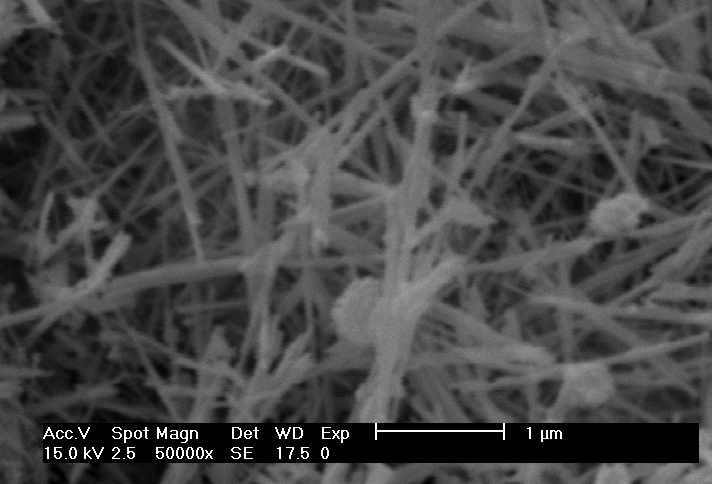 Acc.V Spot Magn Det WD Exp 1 µm
15.0 kV 2.5 50000x SE 17.5 0